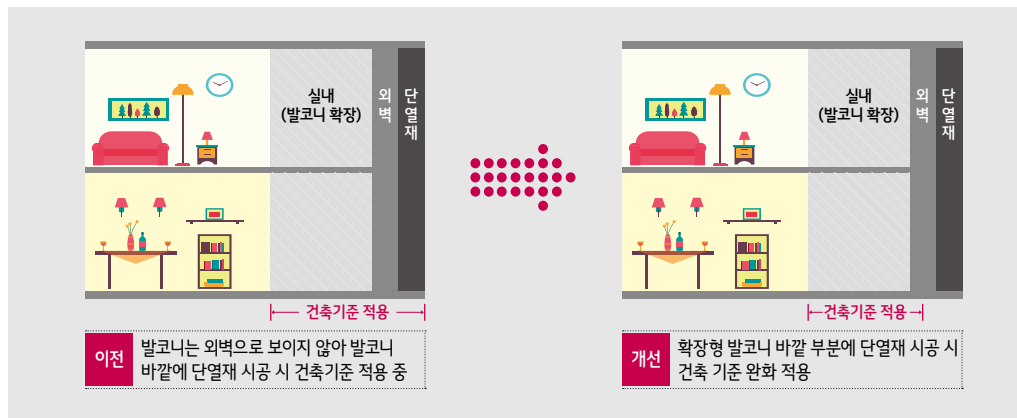 실내
(발코니 확장)
외벽
단열재
건축기준 적용
이전
발코니는 외벽으로 보이지 않아 발코니
바깥에 단열재 시공 시 건축기준 적용 중
실내
(발코니 확장)
외벽
단열재
건축기준 적용
개선
확장형 발코니 바깥 부분에 단열재 시공 시
건축 기준 완화 적용